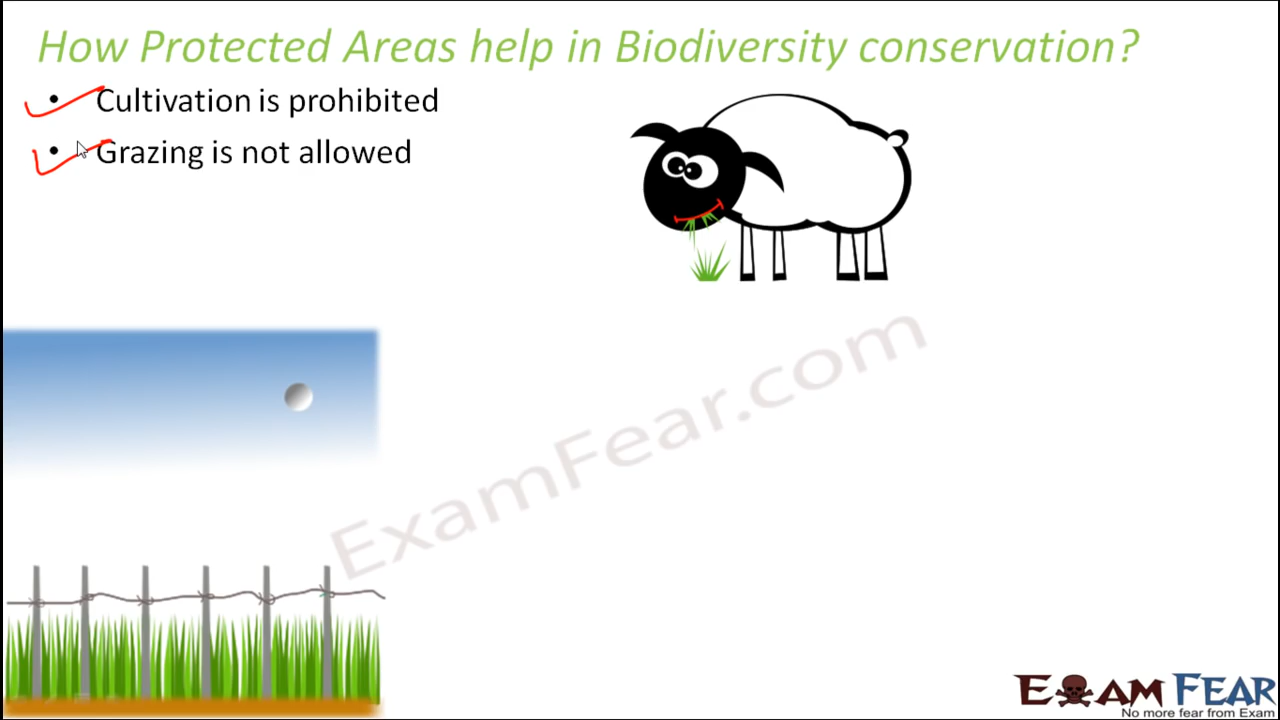 How Protected Areas help in Biodiversity conservation?
• Cultivation is prohibited
• Grazing is not allowed
ExamFear.com
EXAM FEAR
No more fear from Exam